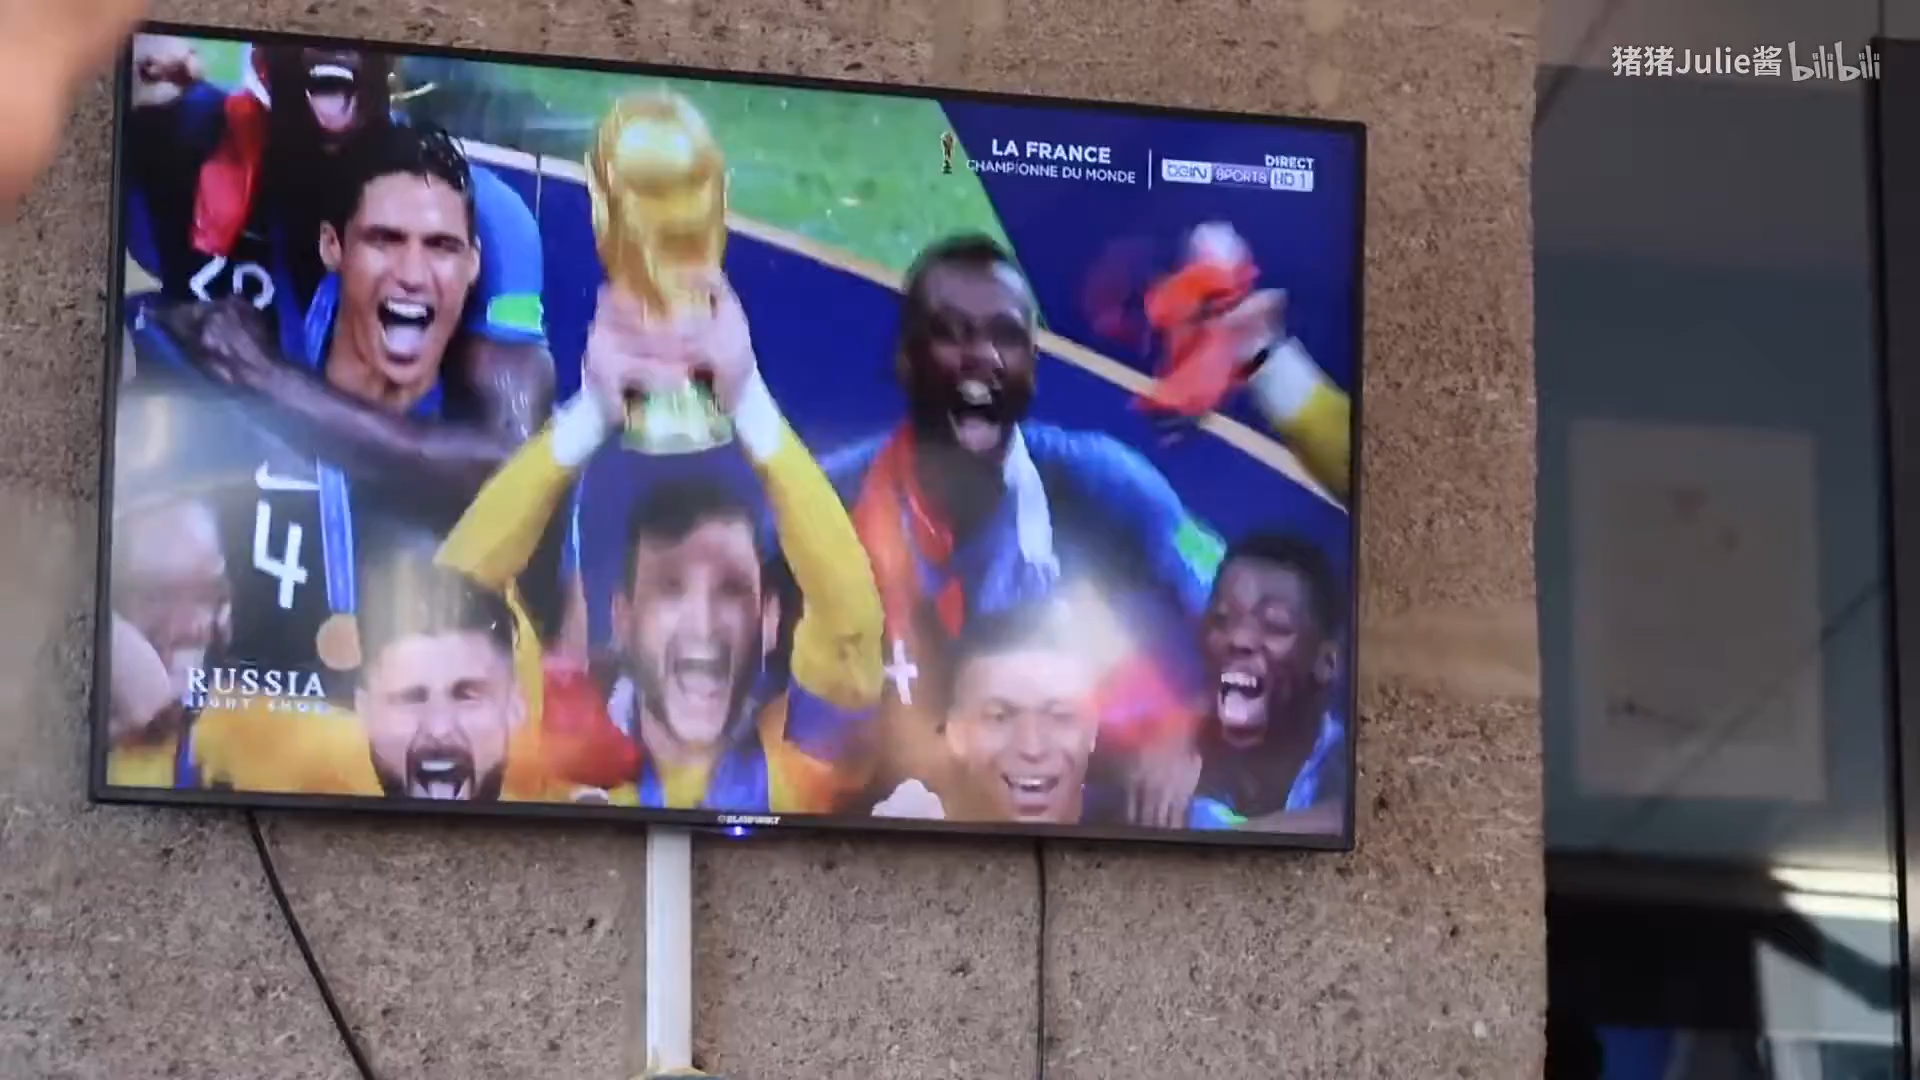 猪猪Julie酱 bilibili
LA FRANCE
CHAMPIONNE DU MONDE
DIRECT
beIN SPORTS HD 1
4
RUSSIA
BLAUPUNKT